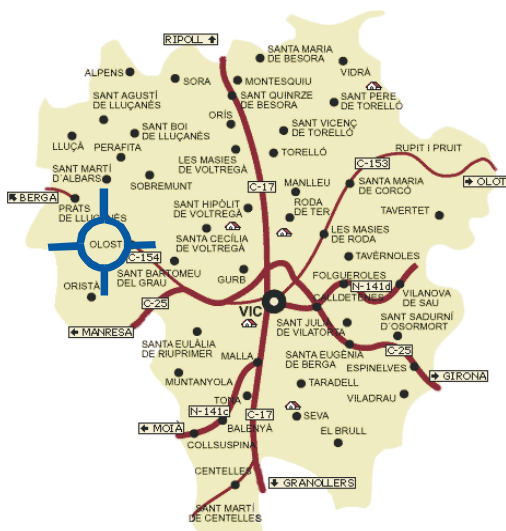 RIPOLL
SANTA MARIA
DE BESORA
VIDRÀ
ALPENS
SORA
MONTESQUIU
SANT QUINRZE
DE BESORA
SANT PERE
DE TORELLÓ
SANT AGUSTÍ
DE LLUÇANÈS
ORÍS
SANT VICENÇ
DE TORELLÓ
SANT BOI
DE LLUÇANÈS
LLUÇÀ
PERAFITA
RUPIT I PRUIT
LES MASIES
DE VOLTREGÀ
TORELLÓ
C-153
SANT MARTÍ
D'ALBARS
SOBREMUNT
C-17
MANLLEU
SANTA MARIA
DE CORCÓ
OLOT
BERGA
PRATS
DE LLUÇANÈS
SANT HIPÒLIT
DE VOLTREGÀ
RODA
DE TER
TAVERTET
OLOST
SANTA CECÍLIA
DE VOLTREGÀ
LES MASIES
DE RODA
C-154
TAVÈRNOLES
SANT BARTOMEU
DEL GRAU
GURB
FOLGUEROLES
ORISTÀ
N-141d
VILANOVA
DE SAU
C-25
CALLDETENES
VIC
MANRESA
SANT JULIÀ
DE VILATORTA
SANT SADURNÍ
D'OSORMORT
SANTA EULÀLIA
DE RIUPRIMER
MALLA
SANTA EUGÈNIA
DE BERGA
C-25
ESPINELVES
MUNTANYOLA
TARADELL
GIRONA
TONA
VILADRAU
N-141c
C-17
SEVA
MOIÀ
BALENYÀ
EL BRULL
COLLSUSPINA
CENTELLES
GRANOLLERS
SANT MARTÍ
DE CENTELLES